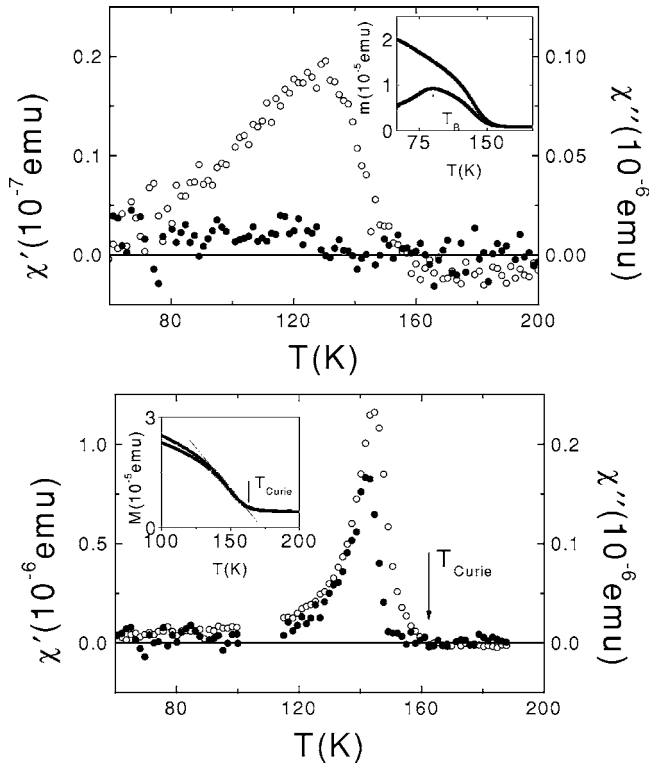 0.2
0.1
0.0
χ′(10⁻⁷emu)
0.10
0.05
0.00
χ′′(10⁻⁶emu)
80 120 160 200
T(K)
m(10⁻⁵emu)
2
1
0
T_B
75 150
T(K)
1.0
0.5
0.0
χ′(10⁻⁶emu)
0.2
0.1
0.0
χ′′(10⁻⁶emu)
80 120 160 200
T(K)
T_Curie
M(10⁻⁵emu)
3
0
T_Curie
100 150 200
T(K)